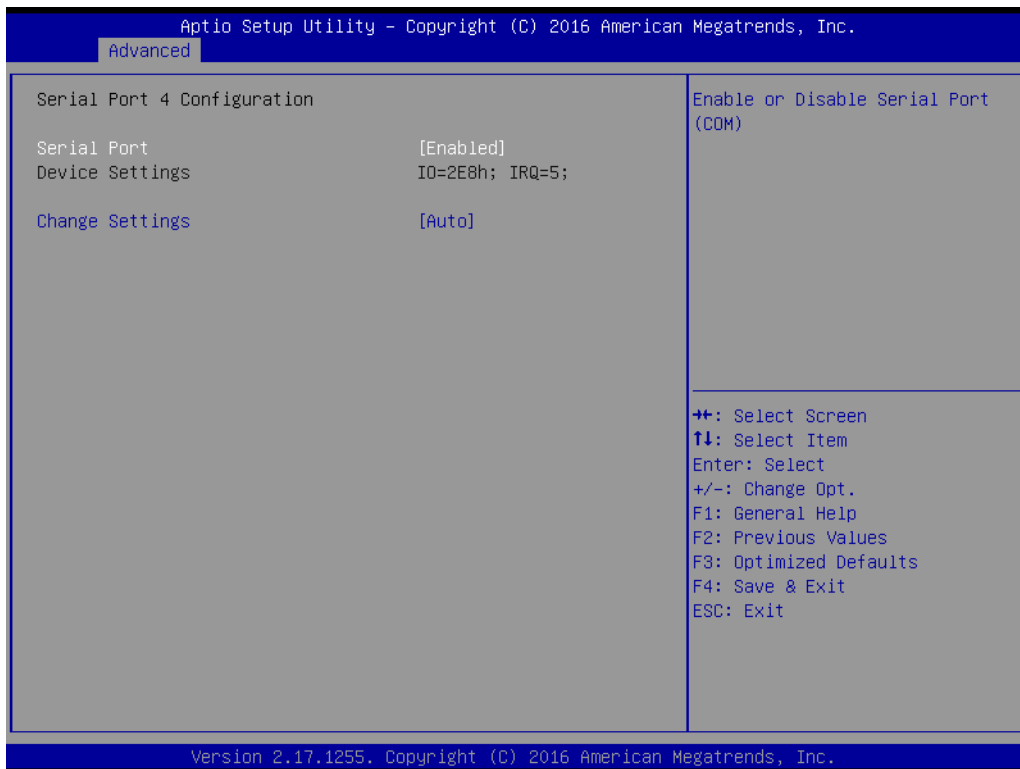 Aptio Setup Utility – Copyright (C) 2016 American Megatrends, Inc.
Advanced
Serial Port 4 Configuration
Serial Port [Enabled]
Device Settings IO=2E8h; IRQ=5;
Change Settings [Auto]
Enable or Disable Serial Port
(COM)
→←: Select Screen
↑↓: Select Item
Enter: Select
+/-: Change Opt.
F1: General Help
F2: Previous Values
F3: Optimized Defaults
F4: Save & Exit
ESC: Exit
Version 2.17.1255. Copyright (C) 2016 American Megatrends, Inc.